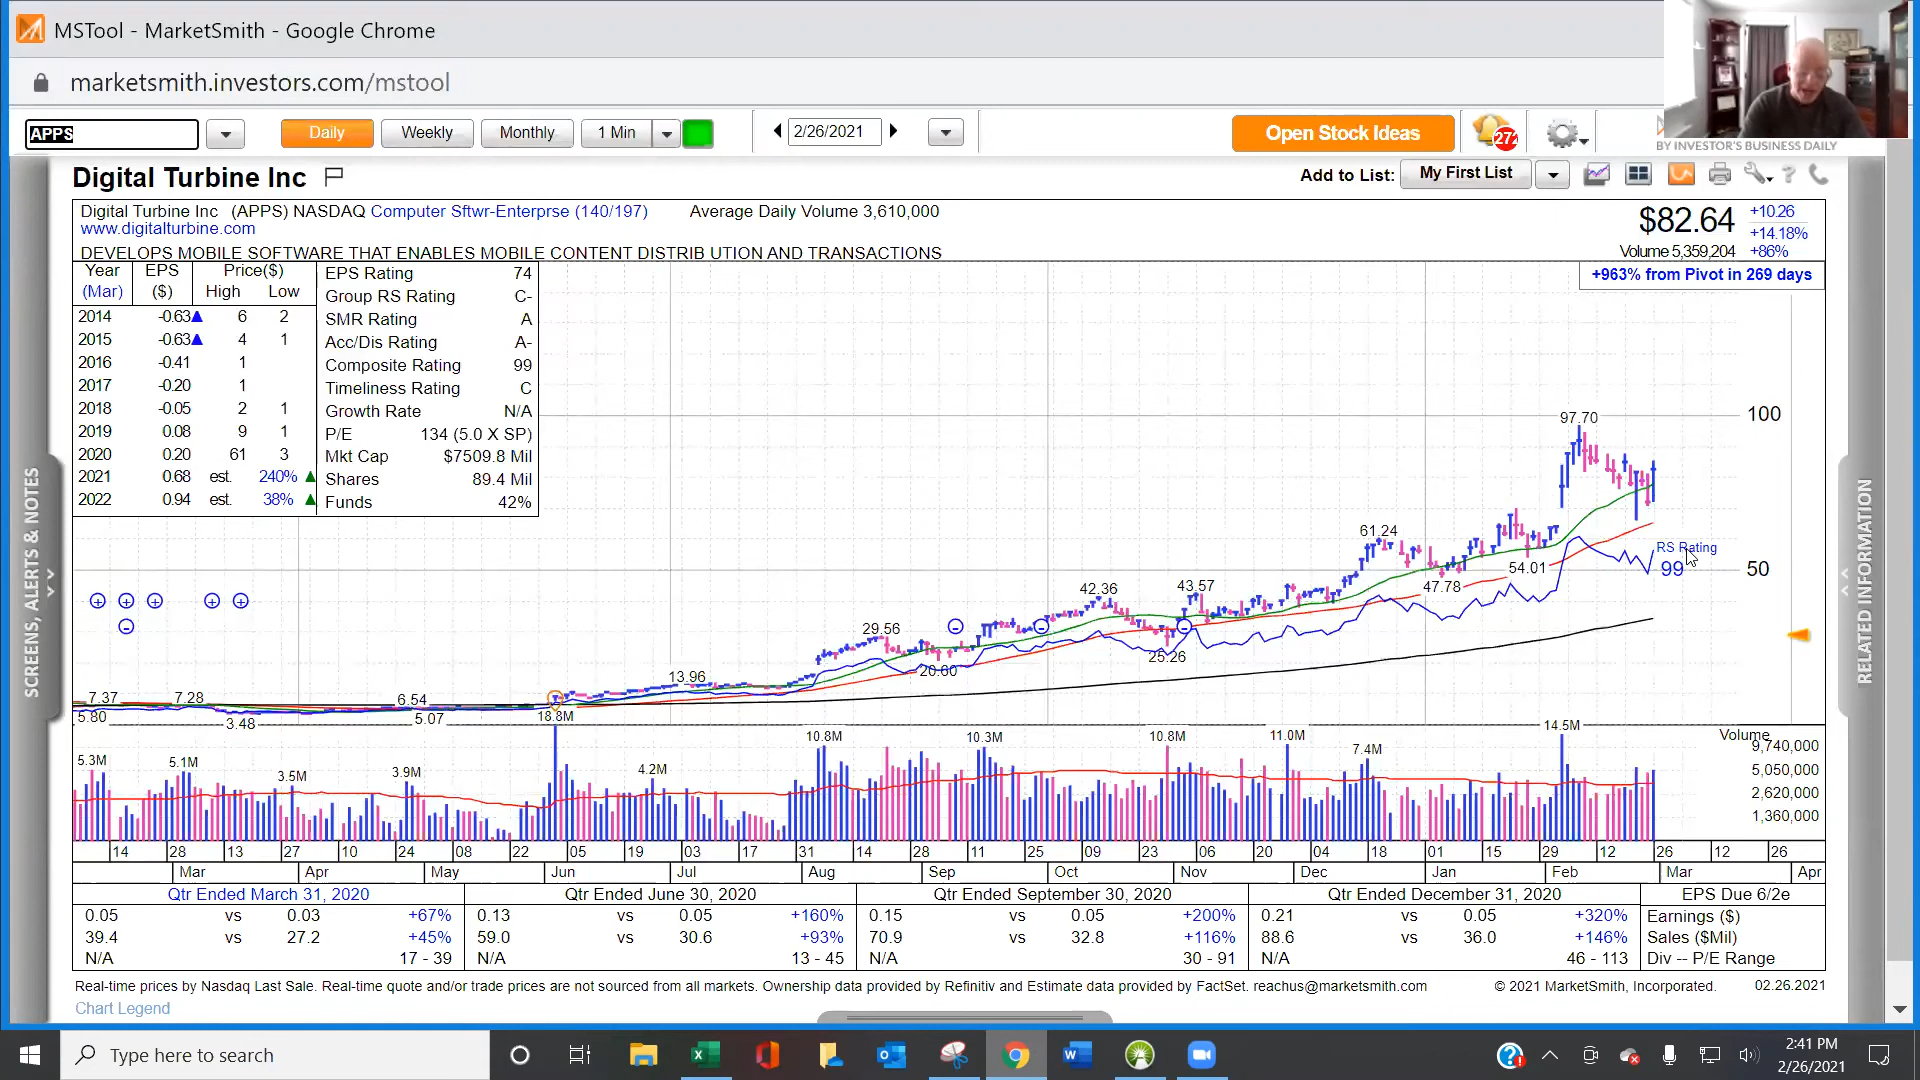 MSTool - MarketSmith - Google Chrome
marketsmith.investors.com/mstool
APPS
Daily
Weekly
Monthly
1 Min
2/26/2021
Open Stock Ideas
272
BY INVESTOR'S BUSINESS DAILY
Digital Turbine Inc
Add to List:
My First List
?
Digital Turbine Inc (APPS) NASDAQ Computer Sftwr-Enterprse (140/197) Average Daily Volume 3,610,000
www.digitalturbine.com
DEVELOPS MOBILE SOFTWARE THAT ENABLES MOBILE CONTENT DISTRIB UTION AND TRANSACTIONS
$82.64 +10.26
+14.18%
Volume 5,359,204 +86%
+963% from Pivot in 269 days
Year EPS Price($)
(Mar) ($) High Low
2014 -0.63 6 2
2015 -0.63 4 1
2016 -0.41 1
2017 -0.20 1
2018 -0.05 2 1
2019 0.08 9 1
2020 0.20 61 3
2021 0.68 est. 240%
2022 0.94 est. 38%
EPS Rating 74
Group RS Rating C-
SMR Rating A
Acc/Dis Rating A-
Composite Rating 99
Timeliness Rating C
Growth Rate N/A
P/E 134 (5.0 X SP)
Mkt Cap $7509.8 Mil
Shares 89.4 Mil
Funds 42%
SCREENS, ALERTS & NOTES
RELATED INFORMATION
100
97.70
61.24
RS Rating
99
50
54.01
47.78
42.36
43.57
29.56
25.26
20.60
13.96
7.37
7.28
6.54
5.80
3.48
5.07
18.8M
14.5M
Volume
10.8M
10.3M
10.8M
11.0M
7.4M
5.3M
5.1M
3.5M
3.9M
4.2M
9,740,000
5,050,000
2,620,000
1,360,000
14 28 13 27 10 24 08 22 05 19 03 17 31 14 28 11 25 09 23 06 20 04 18 01 15 29 12 26 12 26
Mar Apr May Jun Jul Aug Sep Oct Nov Dec Jan Feb Mar Apr
Qtr Ended March 31, 2020 Qtr Ended June 30, 2020 Qtr Ended September 30, 2020 Qtr Ended December 31, 2020 EPS Due 6/2e
0.05 vs 0.03 +67% 0.13 vs 0.05 +160% 0.15 vs 0.05 +200% 0.21 vs 0.05 +320% Earnings ($)
39.4 vs 27.2 +45% 59.0 vs 30.6 +93% 70.9 vs 32.8 +116% 88.6 vs 36.0 +146% Sales ($Mil)
N/A 17 - 39 N/A 13 - 45 N/A 30 - 91 N/A 46 - 113 Div -- P/E Range
Real-time prices by Nasdaq Last Sale. Real-time quote and/or trade prices are not sourced from all markets. Ownership data provided by Refinitiv and Estimate data provided by FactSet. reachus@marketsmith.com © 2021 MarketSmith, Incorporated. 02.26.2021
Chart Legend
Type here to search
2:41 PM
2/26/2021